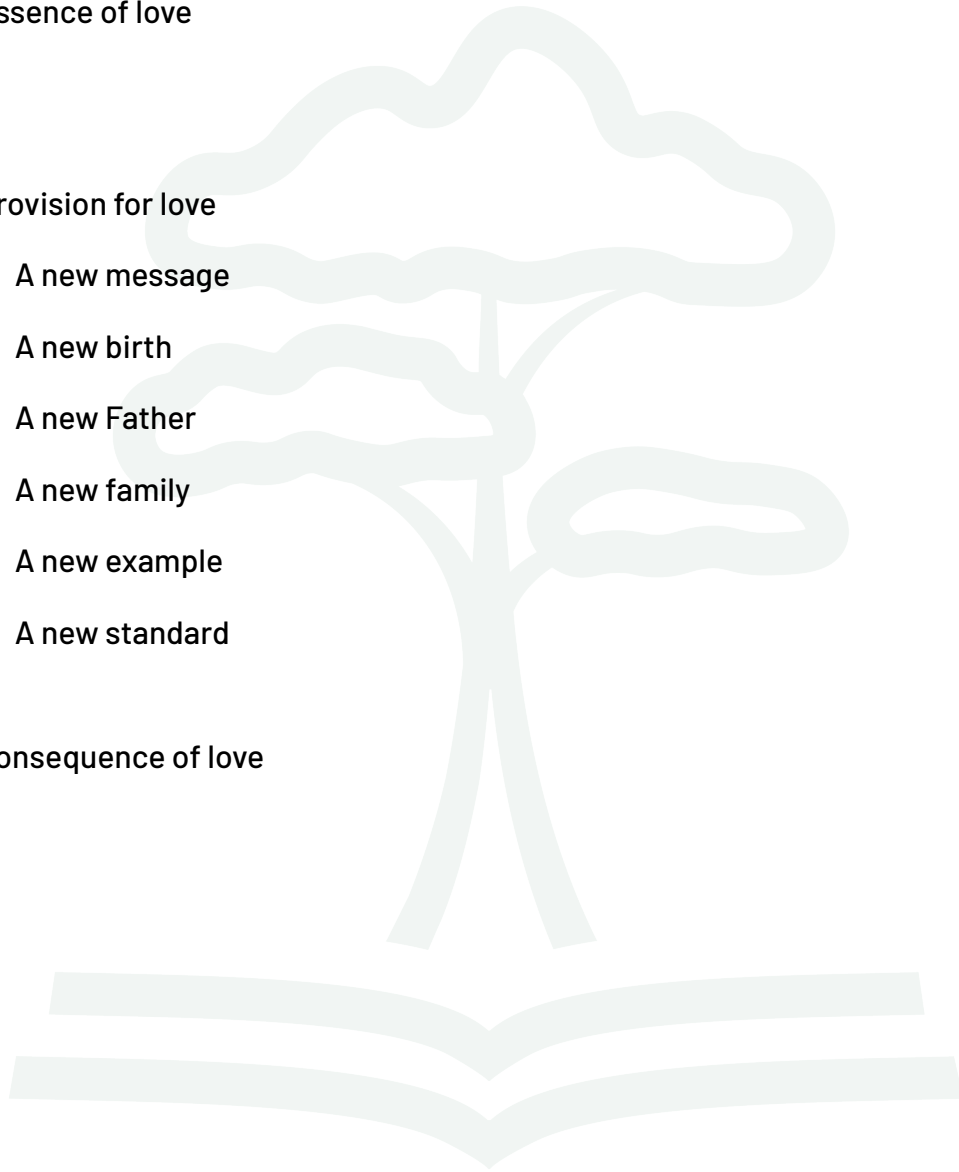 ssence of love
rovision for love
A new message
A new birth
A new Father
A new family
A new example
A new standard
onsequence of love